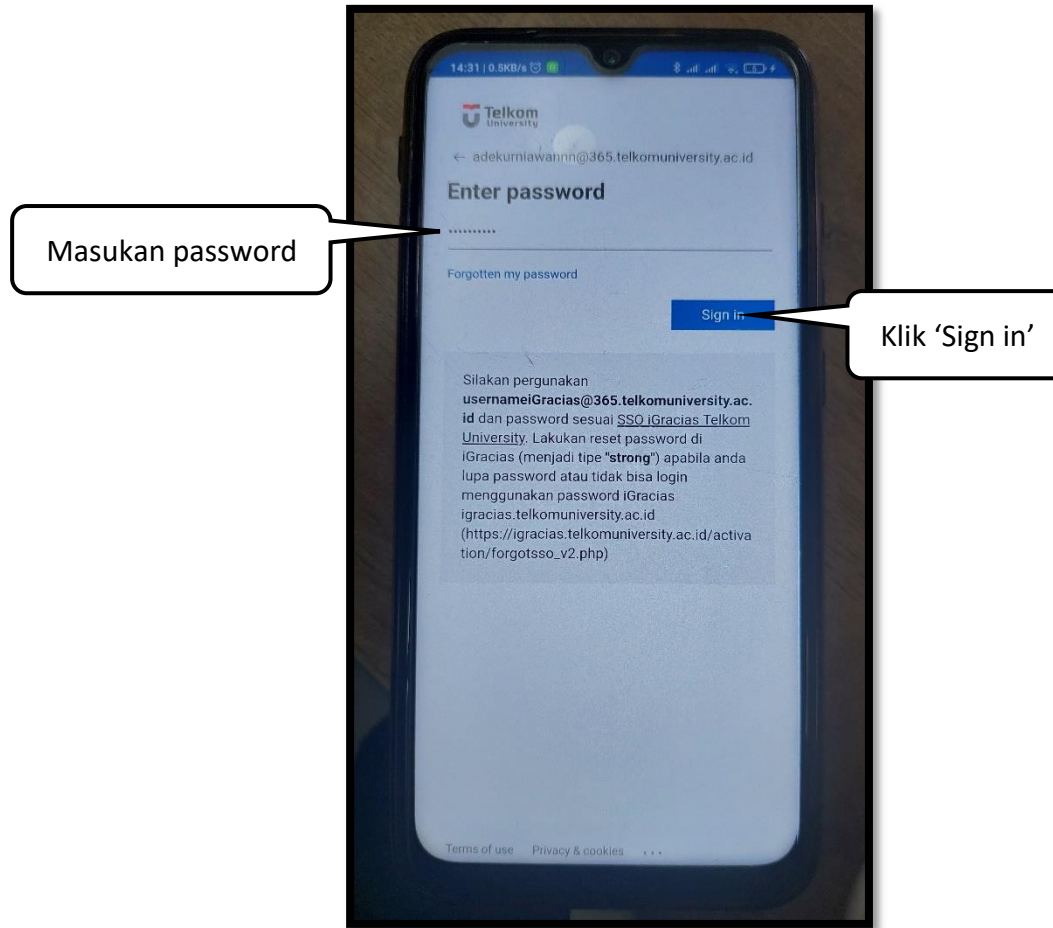 14:31 | 0.5KB/s
Telkom
University
← adekurniawannn@365.telkomuniversity.ac.id
Enter password
Masukan password
..........
Forgotten my password
Sign in
Klik ‘Sign in’
Silakan pergunakan
usernameiGracias@365.telkomuniversity.ac.
id dan password sesuai SSO iGracias Telkom
University. Lakukan reset password di
iGracias (menjadi tipe "strong") apabila anda
lupa password atau tidak bisa login
menggunakan password iGracias
igracias.telkomuniversity.ac.id
(https://igracias.telkomuniversity.ac.id/activa
tion/forgotsso_v2.php)
Terms of use Privacy & cookies ...